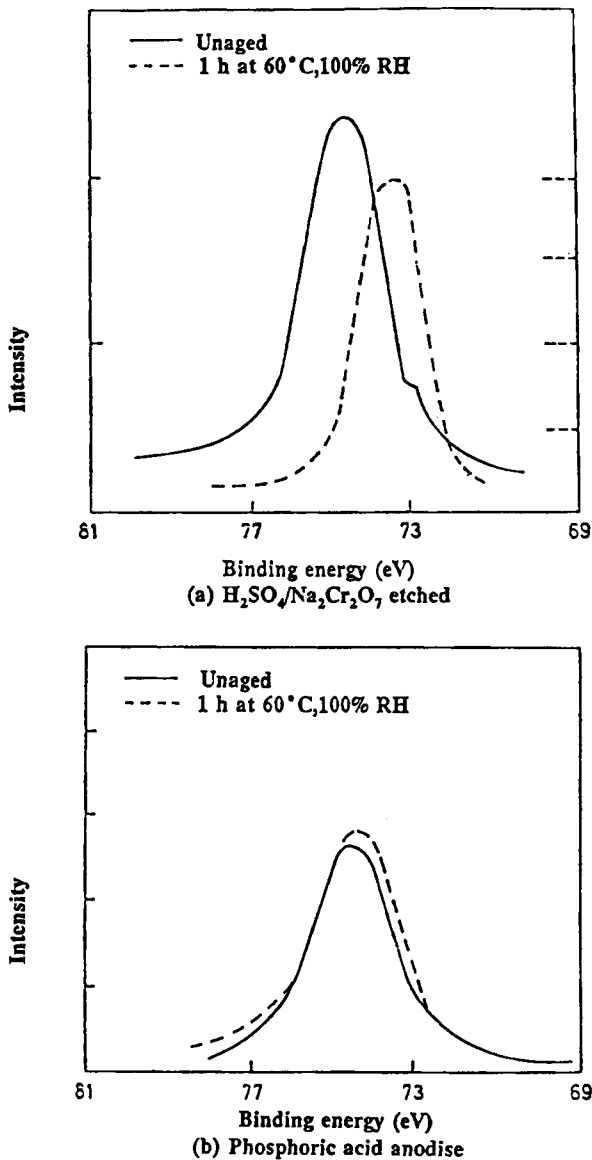 Unaged
1 h at 60°C,100% RH
Intensity
81
77
73
69
Binding energy (eV)
(a) H₂SO₄/Na₂Cr₂O₇ etched
Unaged
1 h at 60°C,100% RH
Intensity
81
77
73
69
Binding energy (eV)
(b) Phosphoric acid anodise